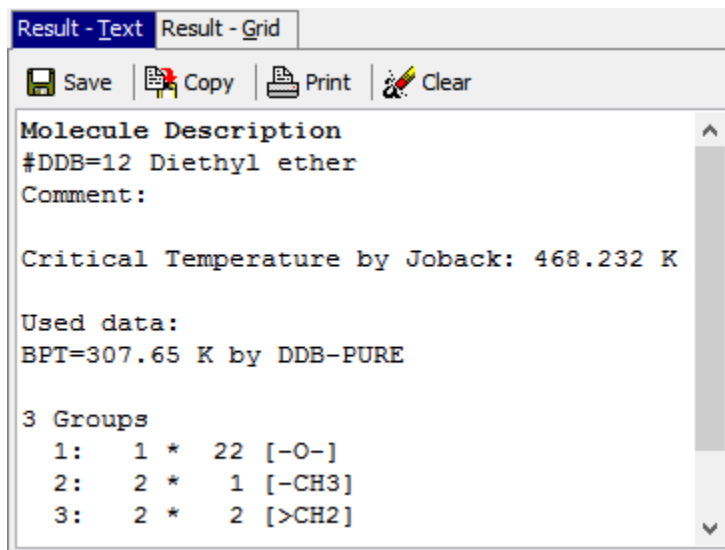 Result - Text Result - Grid
Save Copy Print Clear
Molecule Description
#DDB=12 Diethyl ether
Comment:
Critical Temperature by Joback: 468.232 K
Used data:
BPT=307.65 K by DDB-PURE
3 Groups
1: 1 * 22 [-O-]
2: 2 * 1 [-CH3]
3: 2 * 2 [>CH2]